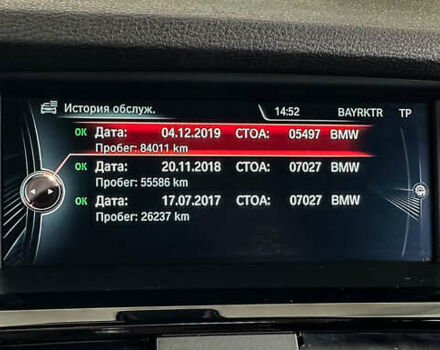 История обслуж. 14:52 BAYRKTR TP
OK Дата: 04.12.2019 СТОА: 05497 BMW
Пробег: 84011 km
OK Дата: 20.11.2018 СТОА: 07027 BMW
Пробег: 55586 km
OK Дата: 17.07.2017 СТОА: 07027 BMW
Пробег: 26237 km